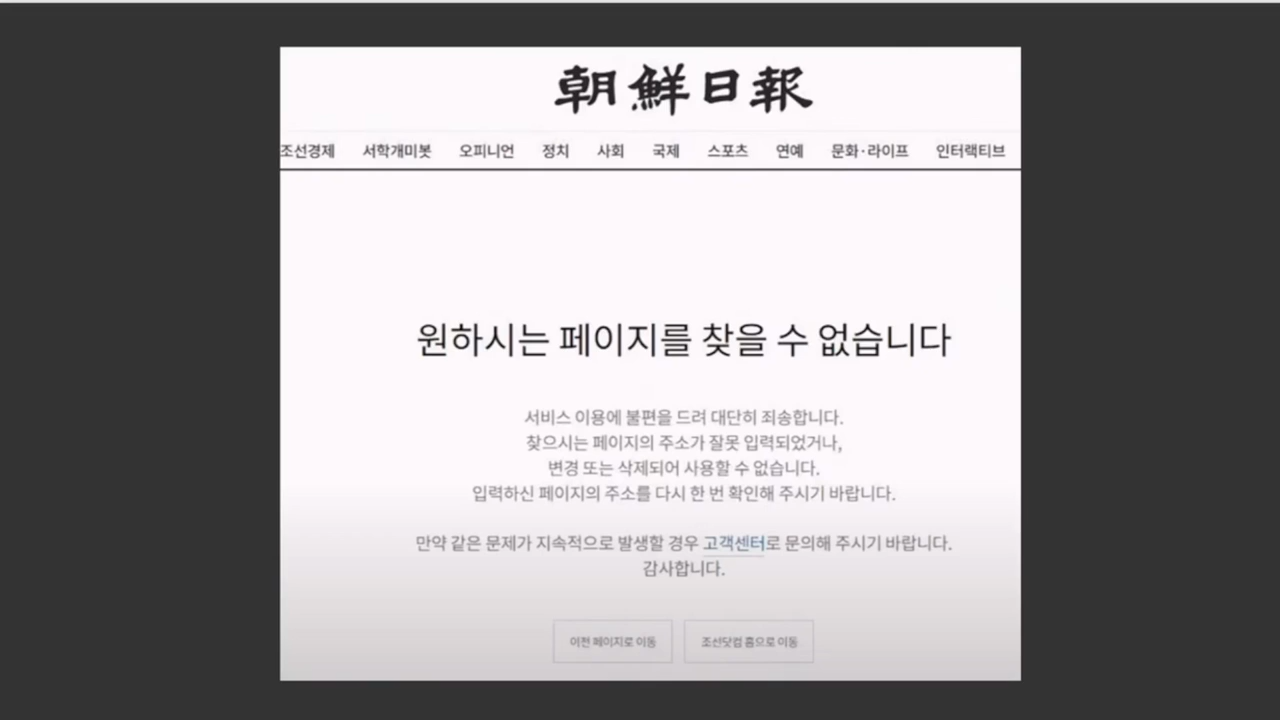 朝鮮日報
조선경제 서학개미봇 오피니언 정치 사회 국제 스포츠 연예 문화·라이프 인터랙티브
원하시는 페이지를 찾을 수 없습니다
서비스 이용에 불편을 드려 대단히 죄송합니다.
찾으시는 페이지의 주소가 잘못 입력되었거나,
변경 또는 삭제되어 사용할 수 없습니다.
입력하신 페이지의 주소를 다시 한 번 확인해 주시기 바랍니다.
만약 같은 문제가 지속적으로 발생할 경우 고객센터로 문의해 주시기 바랍니다.
감사합니다.
이전 페이지로 이동 조선닷컴 홈으로 이동